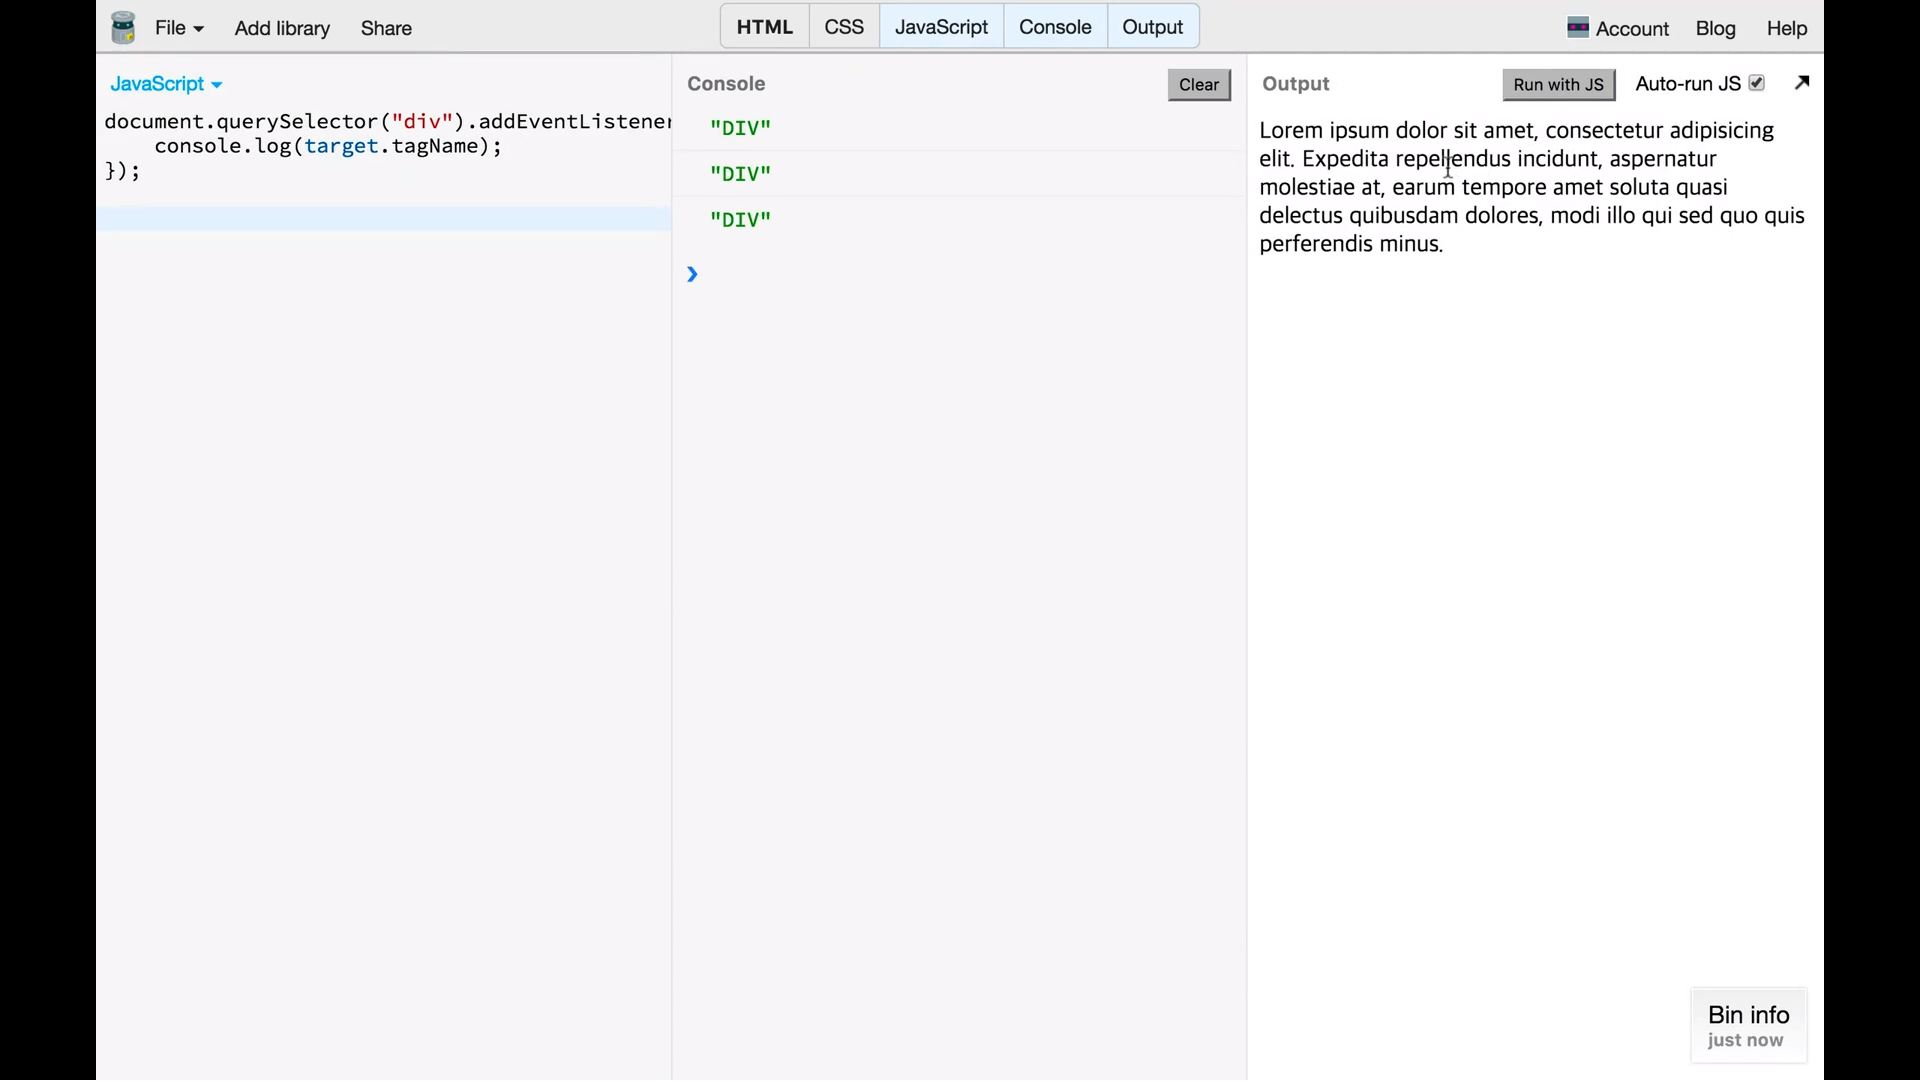 File
Add library
Share
HTML
CSS
JavaScript
Console
Output
Account
Blog
Help
JavaScript
document.querySelector("div").addEventListener
    console.log(target.tagName);
});
Console
Clear
"DIV"
"DIV"
"DIV"
Output
Run with JS
Auto-run JS
Lorem ipsum dolor sit amet, consectetur adipisicing
elit. Expedita repellendus incidunt, aspernatur
molestiae at, earum tempore amet soluta quasi
delectus quibusdam dolores, modi illo qui sed quo quis
perferendis minus.
Bin info
just now